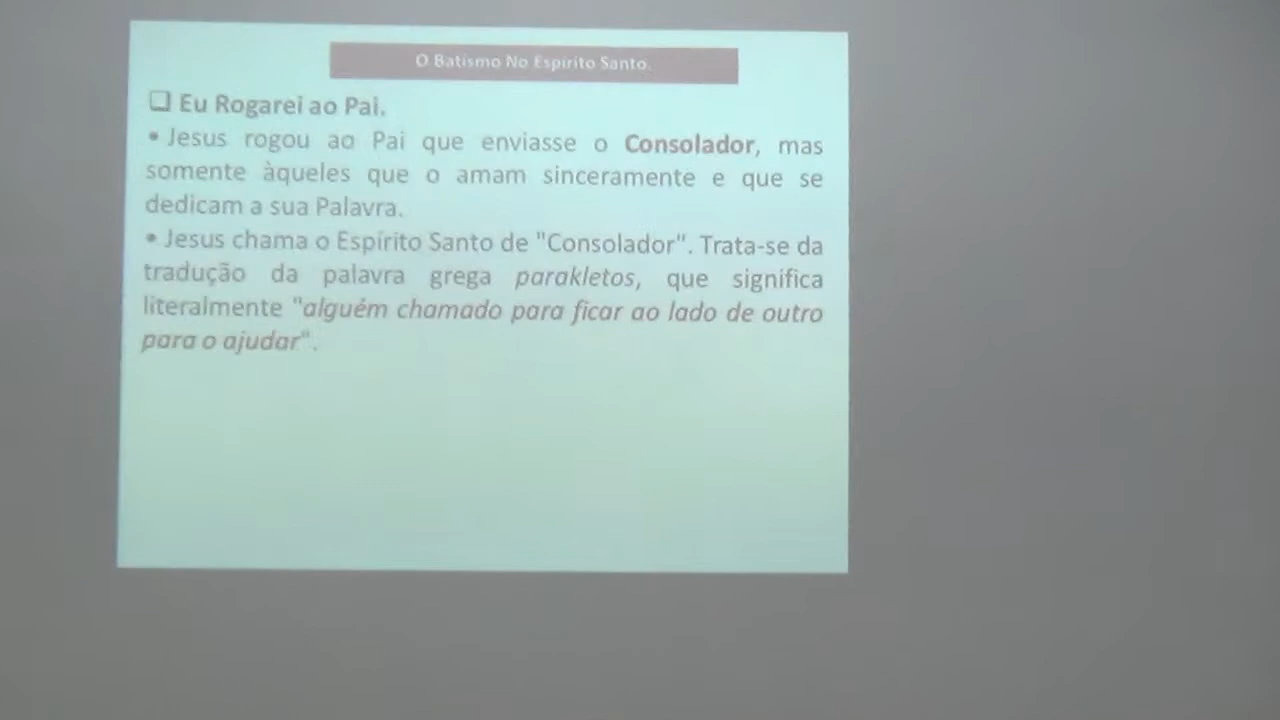 O Batismo No Espírito Santo.
❑ Eu Rogarei ao Pai.
• Jesus rogou ao Pai que enviasse o Consolador, mas
somente àqueles que o amam sinceramente e que se
dedicam a sua Palavra.
• Jesus chama o Espírito Santo de "Consolador". Trata-se da
tradução da palavra grega parakletos, que significa
literalmente "alguém chamado para ficar ao lado de outro
para o ajudar".